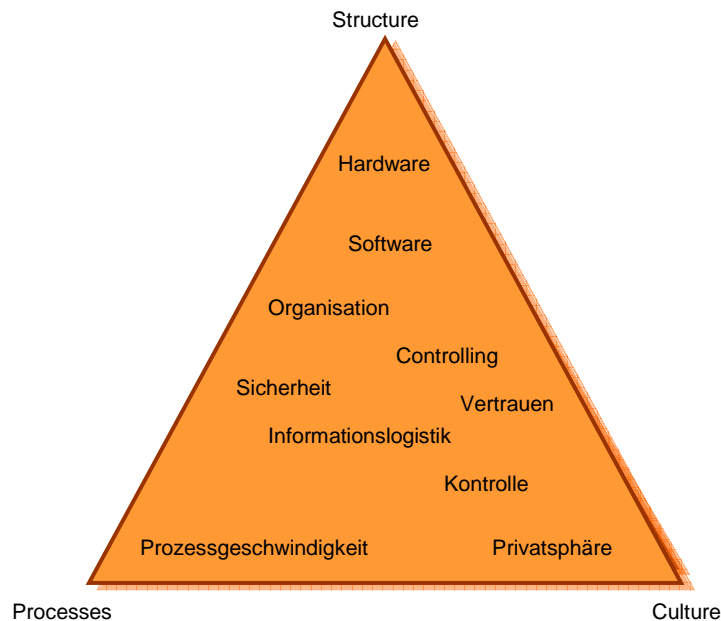 Structure
Hardware
Software
Organisation
Controlling
Sicherheit
Vertrauen
Informationslogistik
Kontrolle
Prozessgeschwindigkeit
Privatsphäre
Processes
Culture